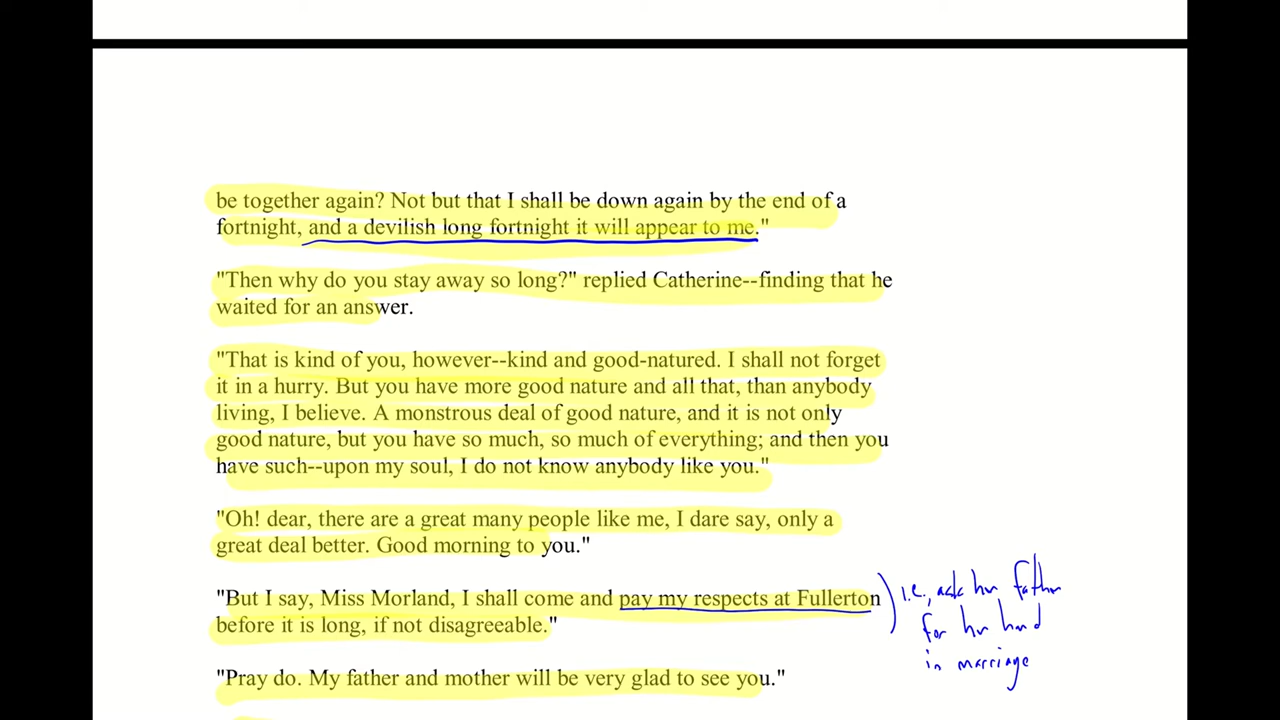 be together again? Not but that I shall be down again by the end of a
fortnight, and a devilish long fortnight it will appear to me."
"Then why do you stay away so long?" replied Catherine--finding that he
waited for an answer.
"That is kind of you, however--kind and good-natured. I shall not forget
it in a hurry. But you have more good nature and all that, than anybody
living, I believe. A monstrous deal of good nature, and it is not only
good nature, but you have so much, so much of everything; and then you
have such--upon my soul, I do not know anybody like you."
"Oh! dear, there are a great many people like me, I dare say, only a
great deal better. Good morning to you."
"But I say, Miss Morland, I shall come and pay my respects at Fullerton
before it is long, if not disagreeable."
i.e., ask her father
for her hand
in marriage
"Pray do. My father and mother will be very glad to see you."